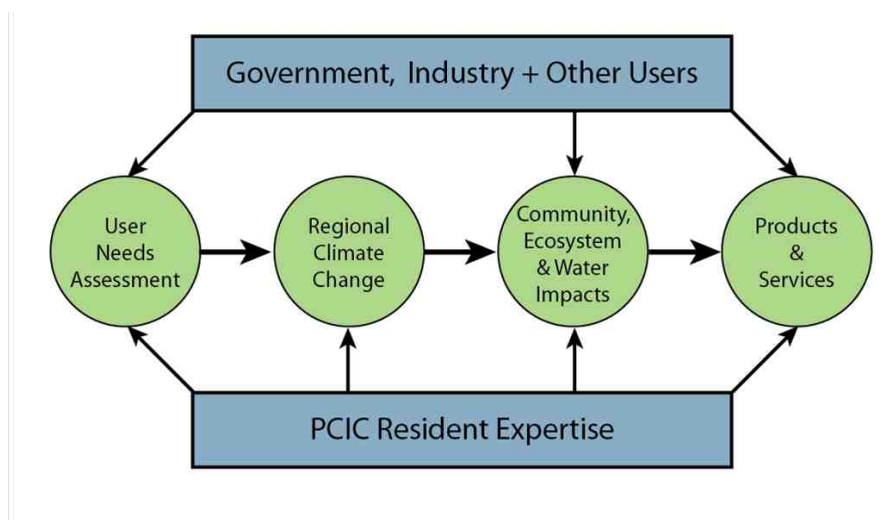 Government, Industry + Other Users
User
Needs
Assessment
Regional
Climate
Change
Community,
Ecosystem
& Water
Impacts
Products
&
Services
PCIC Resident Expertise